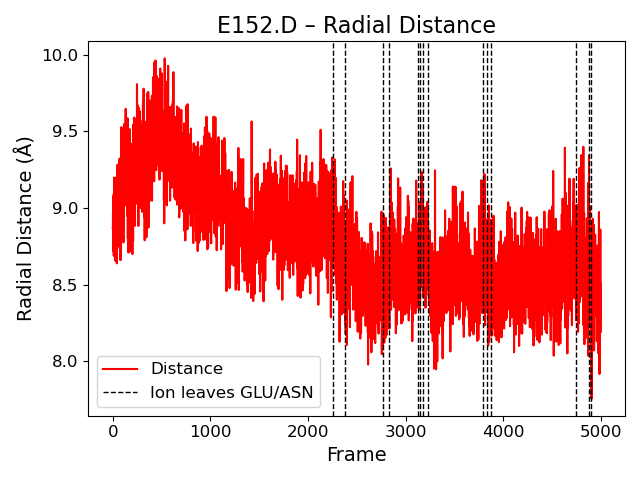 E152.D – Radial Distance
10.0
9.5
9.0
8.5
8.0
Radial Distance (Å)
Distance
Ion leaves GLU/ASN
0 1000 2000 3000 4000 5000
Frame